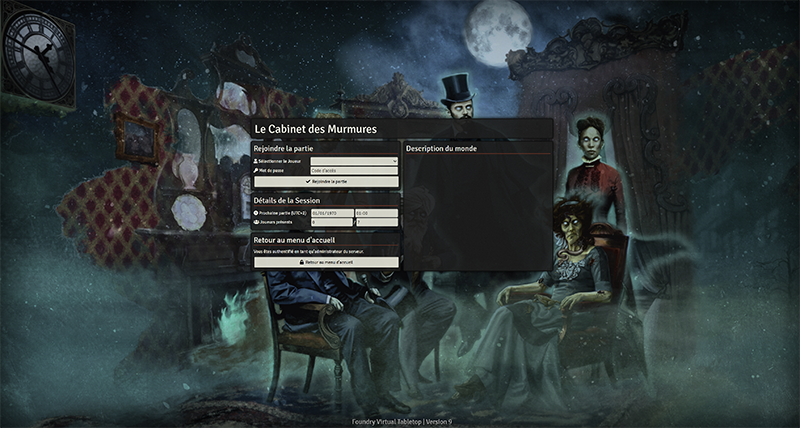 Le Cabinet des Murmures
Rejoindre la partie
Sélectionner le Joueur
Mot de passe
Code d'accès
Rejoindre la partie
Description du monde
Détails de la Session
Prochaine partie (UTC+2)
01/01/1970
01:00
Joueurs présents
0
/
7
Retour au menu d'accueil
Vous êtes authentifié en tant qu'administrateur du serveur.
Retour au menu d'accueil
Foundry Virtual Tabletop | Version 9